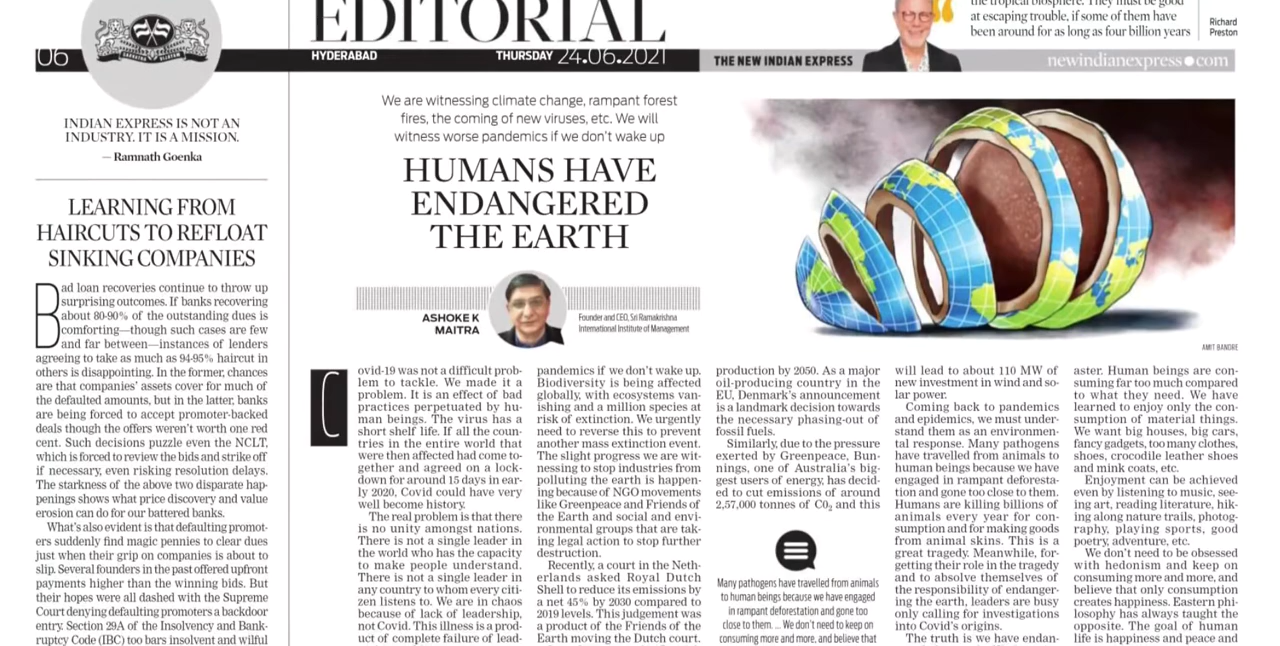 the tropical biosphere. They must be good
at escaping trouble, if some of them have
been around for as long as four billion years
Richard
Preston
EDITORIAL
06
HYDERABAD
THURSDAY 24.06.2021
THE NEW INDIAN EXPRESS
newindianexpress●com
INDIAN EXPRESS IS NOT AN
INDUSTRY. IT IS A MISSION.
— Ramnath Goenka
LEARNING FROM
HAIRCUTS TO REFLOAT
SINKING COMPANIES
Bad loan recoveries continue to throw up
surprising outcomes. If banks recovering
about 80-90% of the outstanding dues is
comforting—though such cases are few
and far between—instances of lenders
agreeing to take as much as 94-95% haircut in
others is disappointing. In the former, chances
are that companies' assets cover for much of
the defaulted amounts, but in the latter, banks
are being forced to accept promoter-backed
deals though the offers weren't worth one red
cent. Such decisions puzzle even the NCLT,
which is forced to review the bids and strike off
if necessary, even risking resolution delays.
The starkness of the above two disparate hap-
penings shows what price discovery and value
erosion can do for our battered banks.
What's also evident is that defaulting promot-
ers suddenly find magic pennies to clear dues
just when their grip on companies is about to
slip. Several founders in the past offered upfront
payments higher than the winning bids. But
their hopes were all dashed with the Supreme
Court denying defaulting promoters a backdoor
entry. Section 29A of the Insolvency and Bank-
ruptcy Code (IBC) too bars insolvent and wilful
We are witnessing climate change, rampant forest
fires, the coming of new viruses, etc. We will
witness worse pandemics if we don't wake up
HUMANS HAVE
ENDANGERED
THE EARTH
ASHOKE K
MAITRA
Founder and CEO, Sri Ramakrishna
International Institute of Management
AMIT BANDRE
Covid-19 was not a difficult prob-
lem to tackle. We made it a
problem. It is an effect of bad
practices perpetuated by hu-
man beings. The virus has a
short shelf life. If all the coun-
tries in the entire world that
were then affected had come to-
gether and agreed on a lock-
down for around 15 days in ear-
ly 2020, Covid could have very
well become history.
The real problem is that there
is no unity amongst nations.
There is not a single leader in
the world who has the capacity
to make people understand.
There is not a single leader in
any country to whom every citi-
zen listens to. We are in chaos
because of lack of leadership,
not Covid. This illness is a prod-
uct of complete failure of lead-
pandemics if we don't wake up.
Biodiversity is being affected
globally, with ecosystems van-
ishing and a million species at
risk of extinction. We urgently
need to reverse this to prevent
another mass extinction event.
The slight progress we are wit-
nessing to stop industries from
polluting the earth is happen-
ing because of NGO movements
like Greenpeace and Friends of
the Earth and social and envi-
ronmental groups that are tak-
ing legal action to stop further
destruction.
Recently, a court in the Neth-
erlands asked Royal Dutch
Shell to reduce its emissions by
a net 45% by 2030 compared to
2019 levels. This judgement was
a product of the Friends of the
Earth moving the Dutch court.
production by 2050. As a major
oil-producing country in the
EU, Denmark's announcement
is a landmark decision towards
the necessary phasing-out of
fossil fuels.
Similarly, due to the pressure
exerted by Greenpeace, Bun-
nings, one of Australia's big-
gest users of energy, has decid-
ed to cut emissions of around
2,57,000 tonnes of CO2 and this
Many pathogens have travelled from animals
to human beings because we have engaged
in rampant deforestation and gone too
close to them. ... We don't need to keep on
consuming more and more, and believe that
will lead to about 110 MW of
new investment in wind and so-
lar power.
Coming back to pandemics
and epidemics, we must under-
stand them as an environmen-
tal response. Many pathogens
have travelled from animals to
human beings because we have
engaged in rampant deforesta-
tion and gone too close to them.
Humans are killing billions of
animals every year for con-
sumption and for making goods
from animal skins. This is a
great tragedy. Meanwhile, for-
getting their role in the tragedy
and to absolve themselves of
the responsibility of endanger-
ing the earth, leaders are busy
only calling for investigations
into Covid's origins.
The truth is we have endan-
aster. Human beings are con-
suming far too much compared
to what they need. We have
learned to enjoy only the con-
sumption of material things.
We want big houses, big cars,
fancy gadgets, too many clothes,
shoes, crocodile leather shoes
and mink coats, etc.
Enjoyment can be achieved
even by listening to music, see-
ing art, reading literature, hik-
ing along nature trails, photog-
raphy, playing sports, good
poetry, adventure, etc.
We don't need to be obsessed
with hedonism and keep on
consuming more and more, and
believe that only consumption
creates happiness. Eastern phi-
losophy has always taught the
opposite. The goal of human
life is happiness and peace and